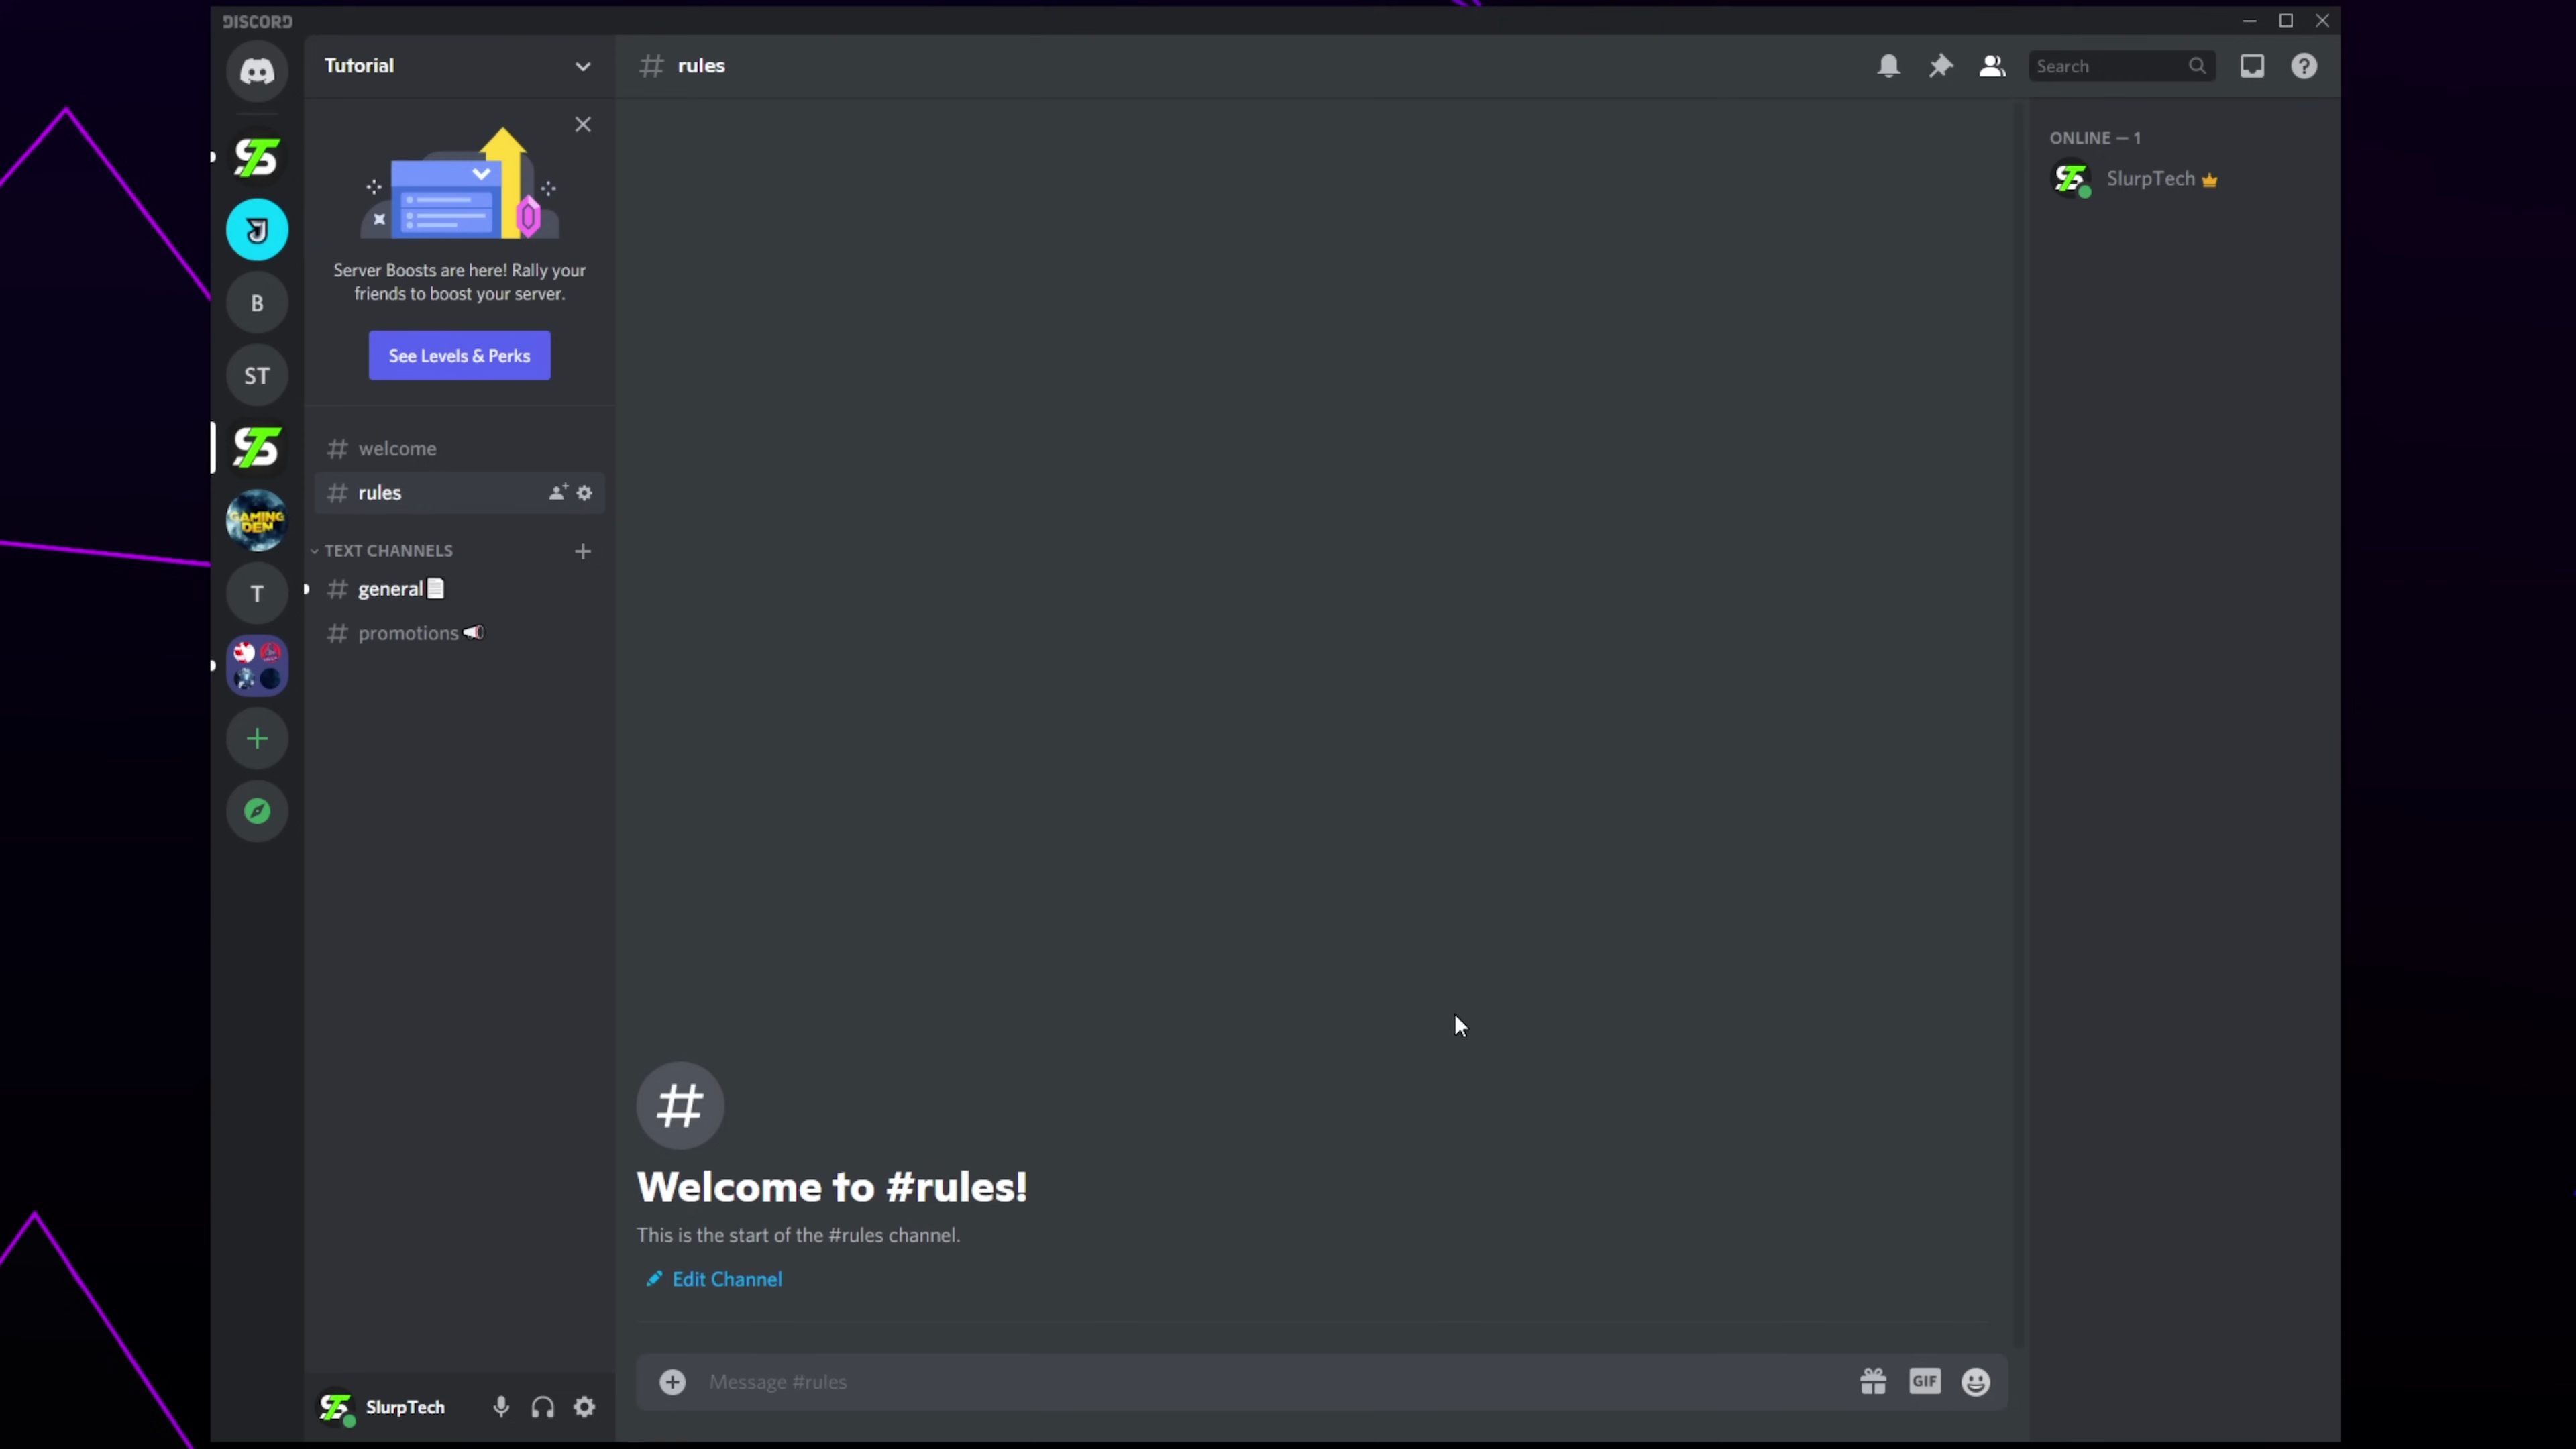 DISCORD
Tutorial
rules
Search
Server Boosts are here! Rally your
friends to boost your server.
See Levels & Perks
B
ST
welcome
rules
GAMING
DEN
TEXT CHANNELS
general
promotions
T
ONLINE — 1
SlurpTech
Welcome to #rules!
This is the start of the #rules channel.
Edit Channel
Message #rules
GIF
SlurpTech